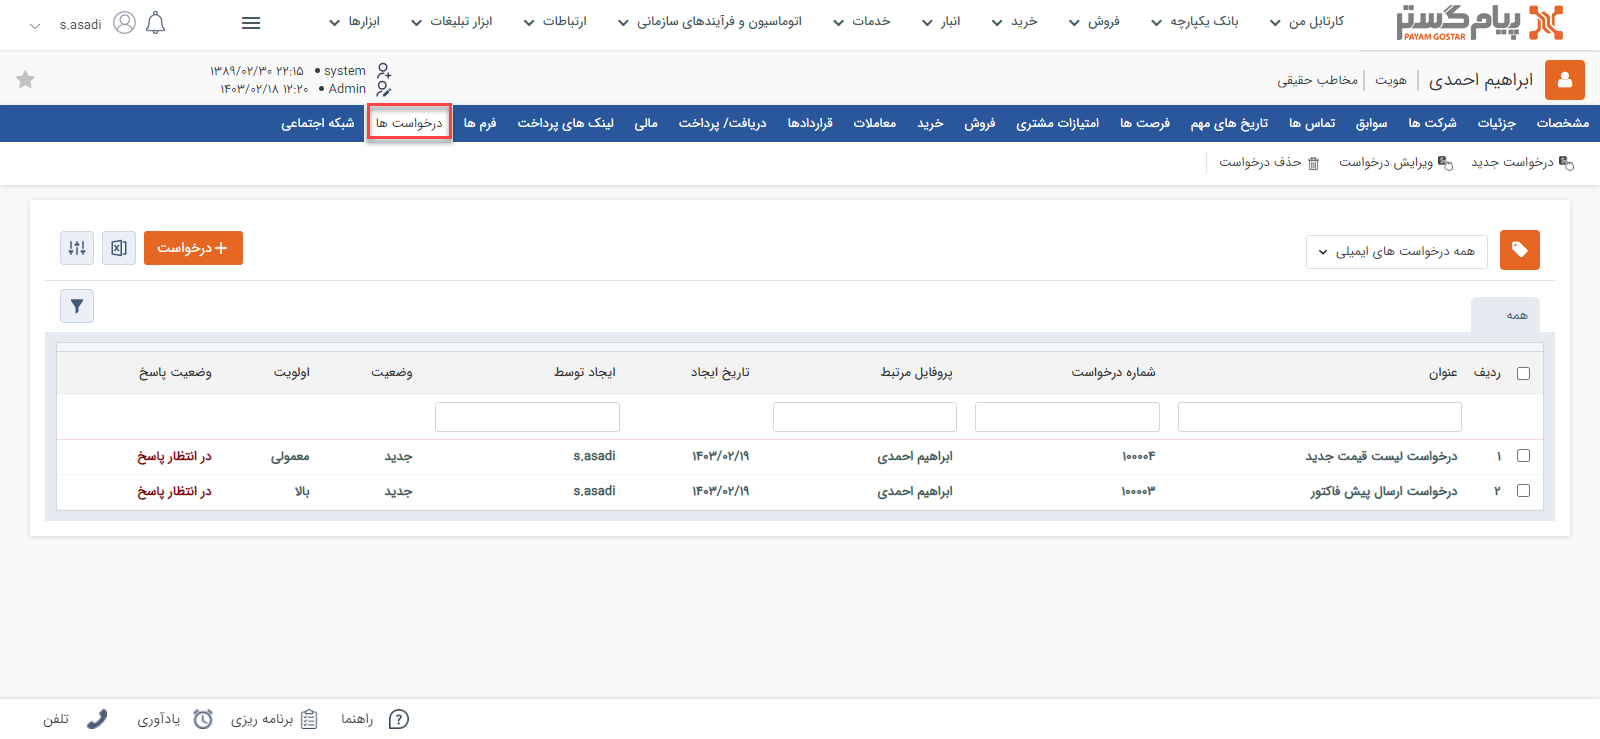 پیام گستر
PAYAM GOSTAR
کارتابل من بانک یکپارچه فروش خرید انبار خدمات اتوماسیون و فرآیندهای سازمانی ارتباطات ابزار تبلیغات ابزارها
s.asadi
ابراهیم احمدی | هویت | مخاطب حقیقی
system • ۱۳۸۹/۰۲/۳۰ ۲۲:۱۵
Admin • ۱۴۰۳/۰۲/۱۸ ۱۲:۲۰
مشخصات جزئیات شرکت ها سوابق تماس ها تاریخ های مهم فرصت ها امتیازات مشتری فروش خرید معاملات قراردادها دریافت/ پرداخت مالی لینک های پرداخت فرم ها درخواست ها شبکه اجتماعی
درخواست جدید ویرایش درخواست حذف درخواست
همه درخواست های ایمیلی
+ درخواست
همه
ردیف عنوان شماره درخواست پروفایل مرتبط تاریخ ایجاد ایجاد توسط وضعیت اولویت وضعیت پاسخ
۱ درخواست لیست قیمت جدید ۱۰۰۰۰۴ ابراهیم احمدی ۱۴۰۳/۰۲/۱۹ s.asadi جدید معمولی در انتظار پاسخ
۲ درخواست ارسال پیش فاکتور ۱۰۰۰۰۳ ابراهیم احمدی ۱۴۰۳/۰۲/۱۹ s.asadi جدید بالا در انتظار پاسخ
راهنما برنامه ریزی یادآوری تلفن